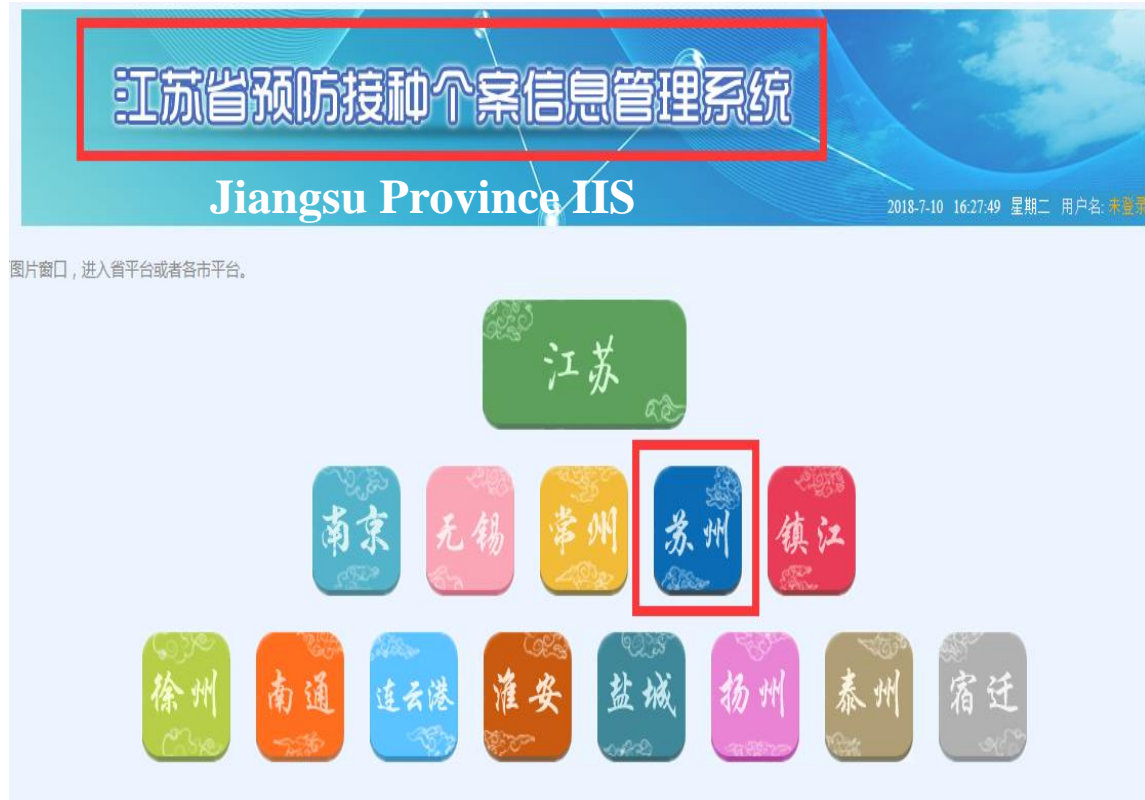 江苏省预防接种个案信息管理系统
Jiangsu Province IIS
2018-7-10 16:27:49 星期二 用户名: 未登录
图片窗口，进入省平台或者各市平台。
江苏
南京 无锡 常州 苏州 镇江
徐州 南通 连云港 淮安 盐城 扬州 泰州 宿迁